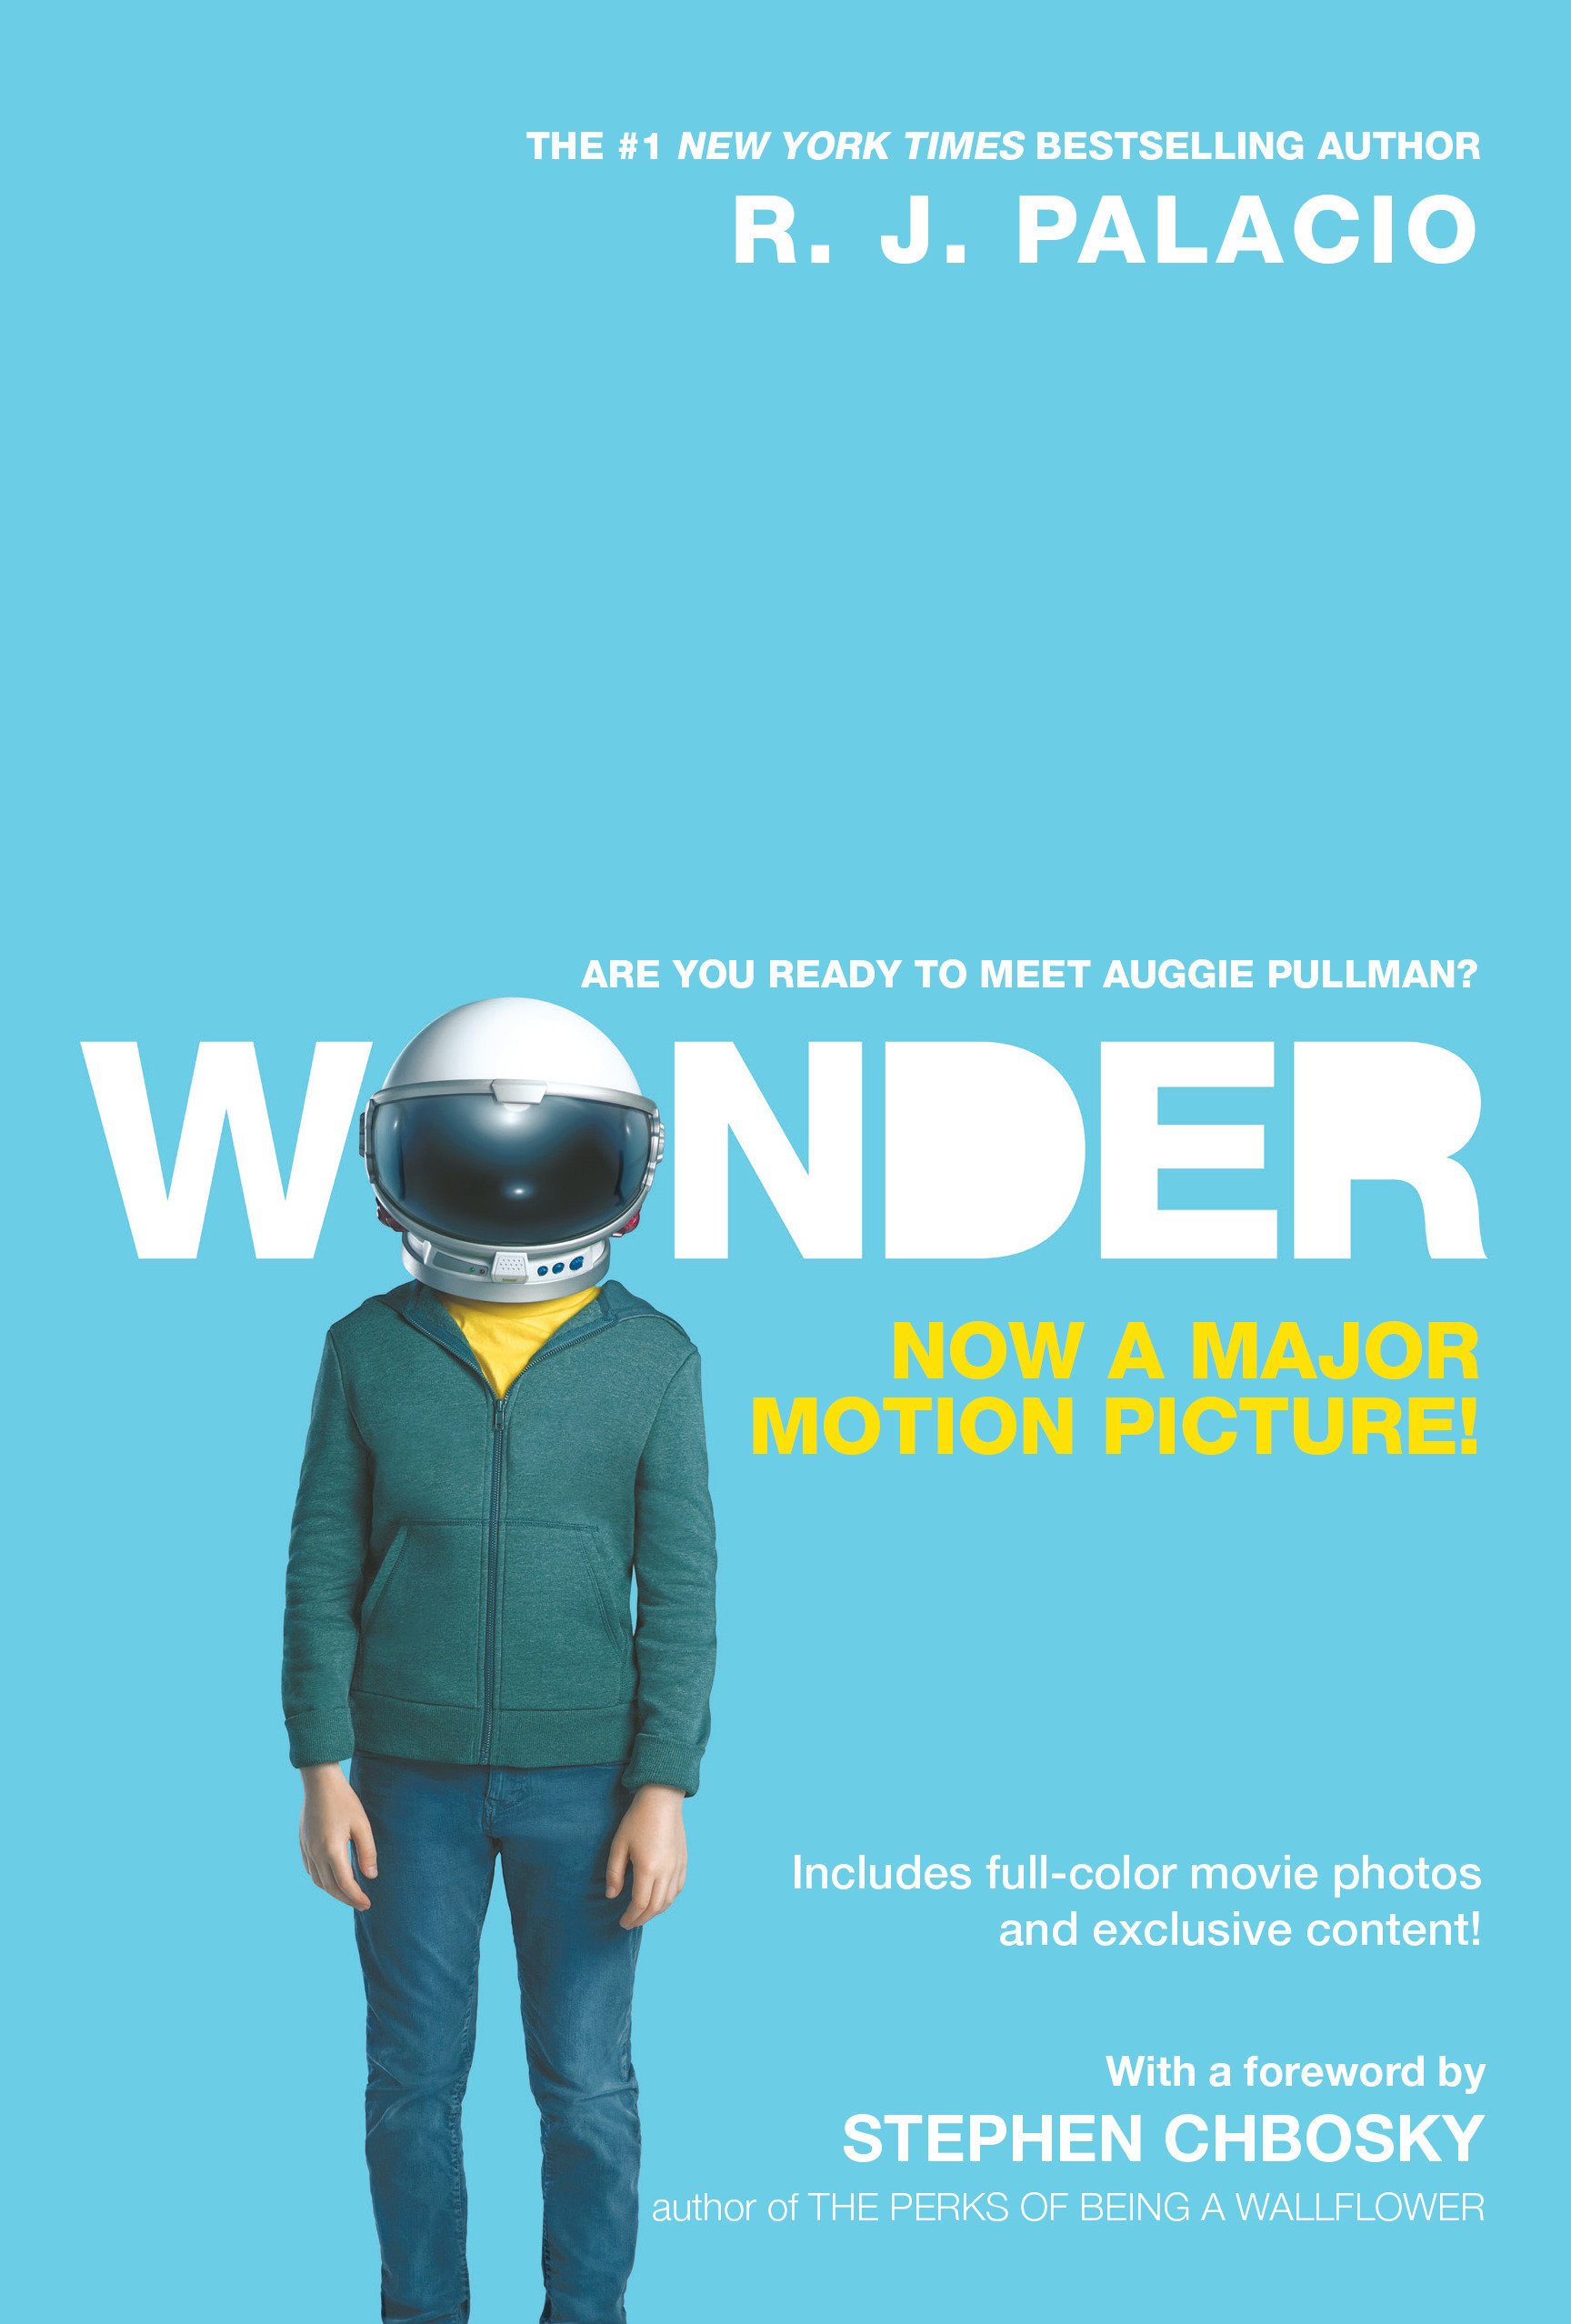 THE #1 NEW YORK TIMES BESTSELLING AUTHOR
R. J. PALACIO
ARE YOU READY TO MEET AUGGIE PULLMAN?
WONDER
NOW A MAJOR
MOTION PICTURE!
Includes full-color movie photos
and exclusive content!
With a foreword by
STEPHEN CHBOSKY
author of THE PERKS OF BEING A WALLFLOWER